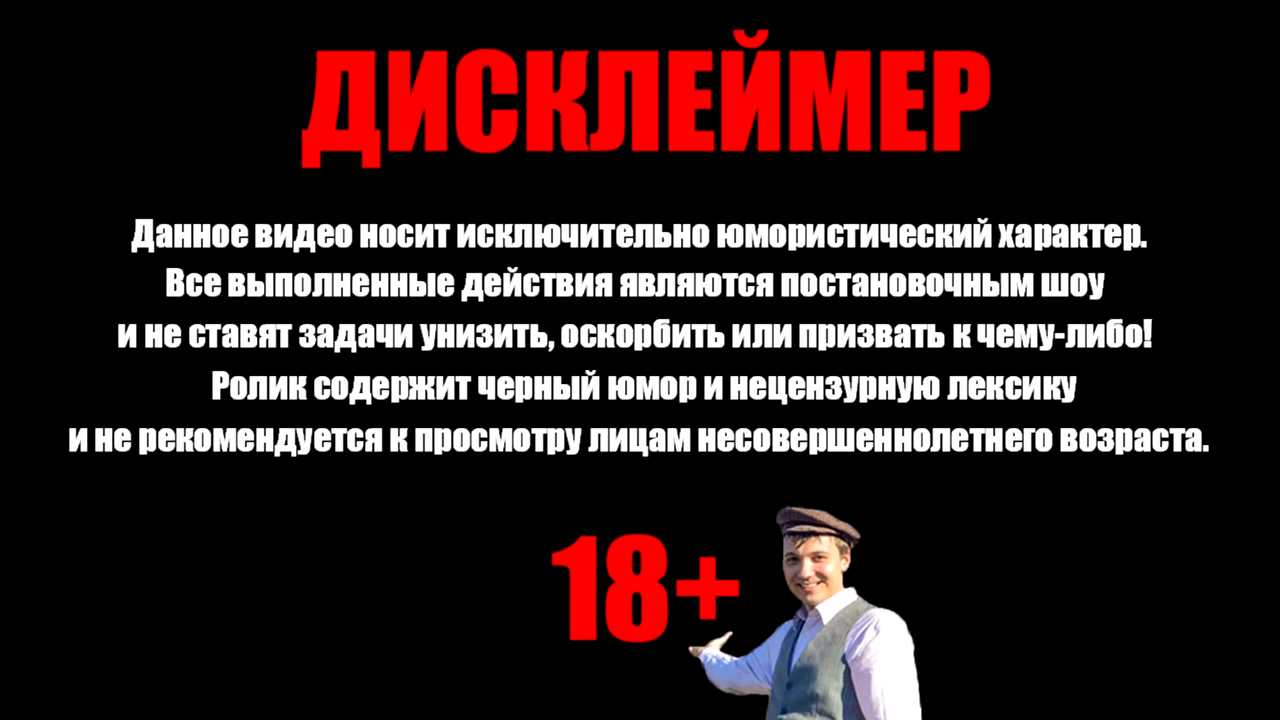 ДИСКЛЕЙМЕР
Данное видео носит исключительно юмористический характер.
Все выполненные действия являются постановочным шоу
и не ставят задачи унизить, оскорбить или призвать к чему-либо!
Ролик содержит черный юмор и нецензурную лексику
и не рекомендуется к просмотру лицам несовершеннолетнего возраста.
18+